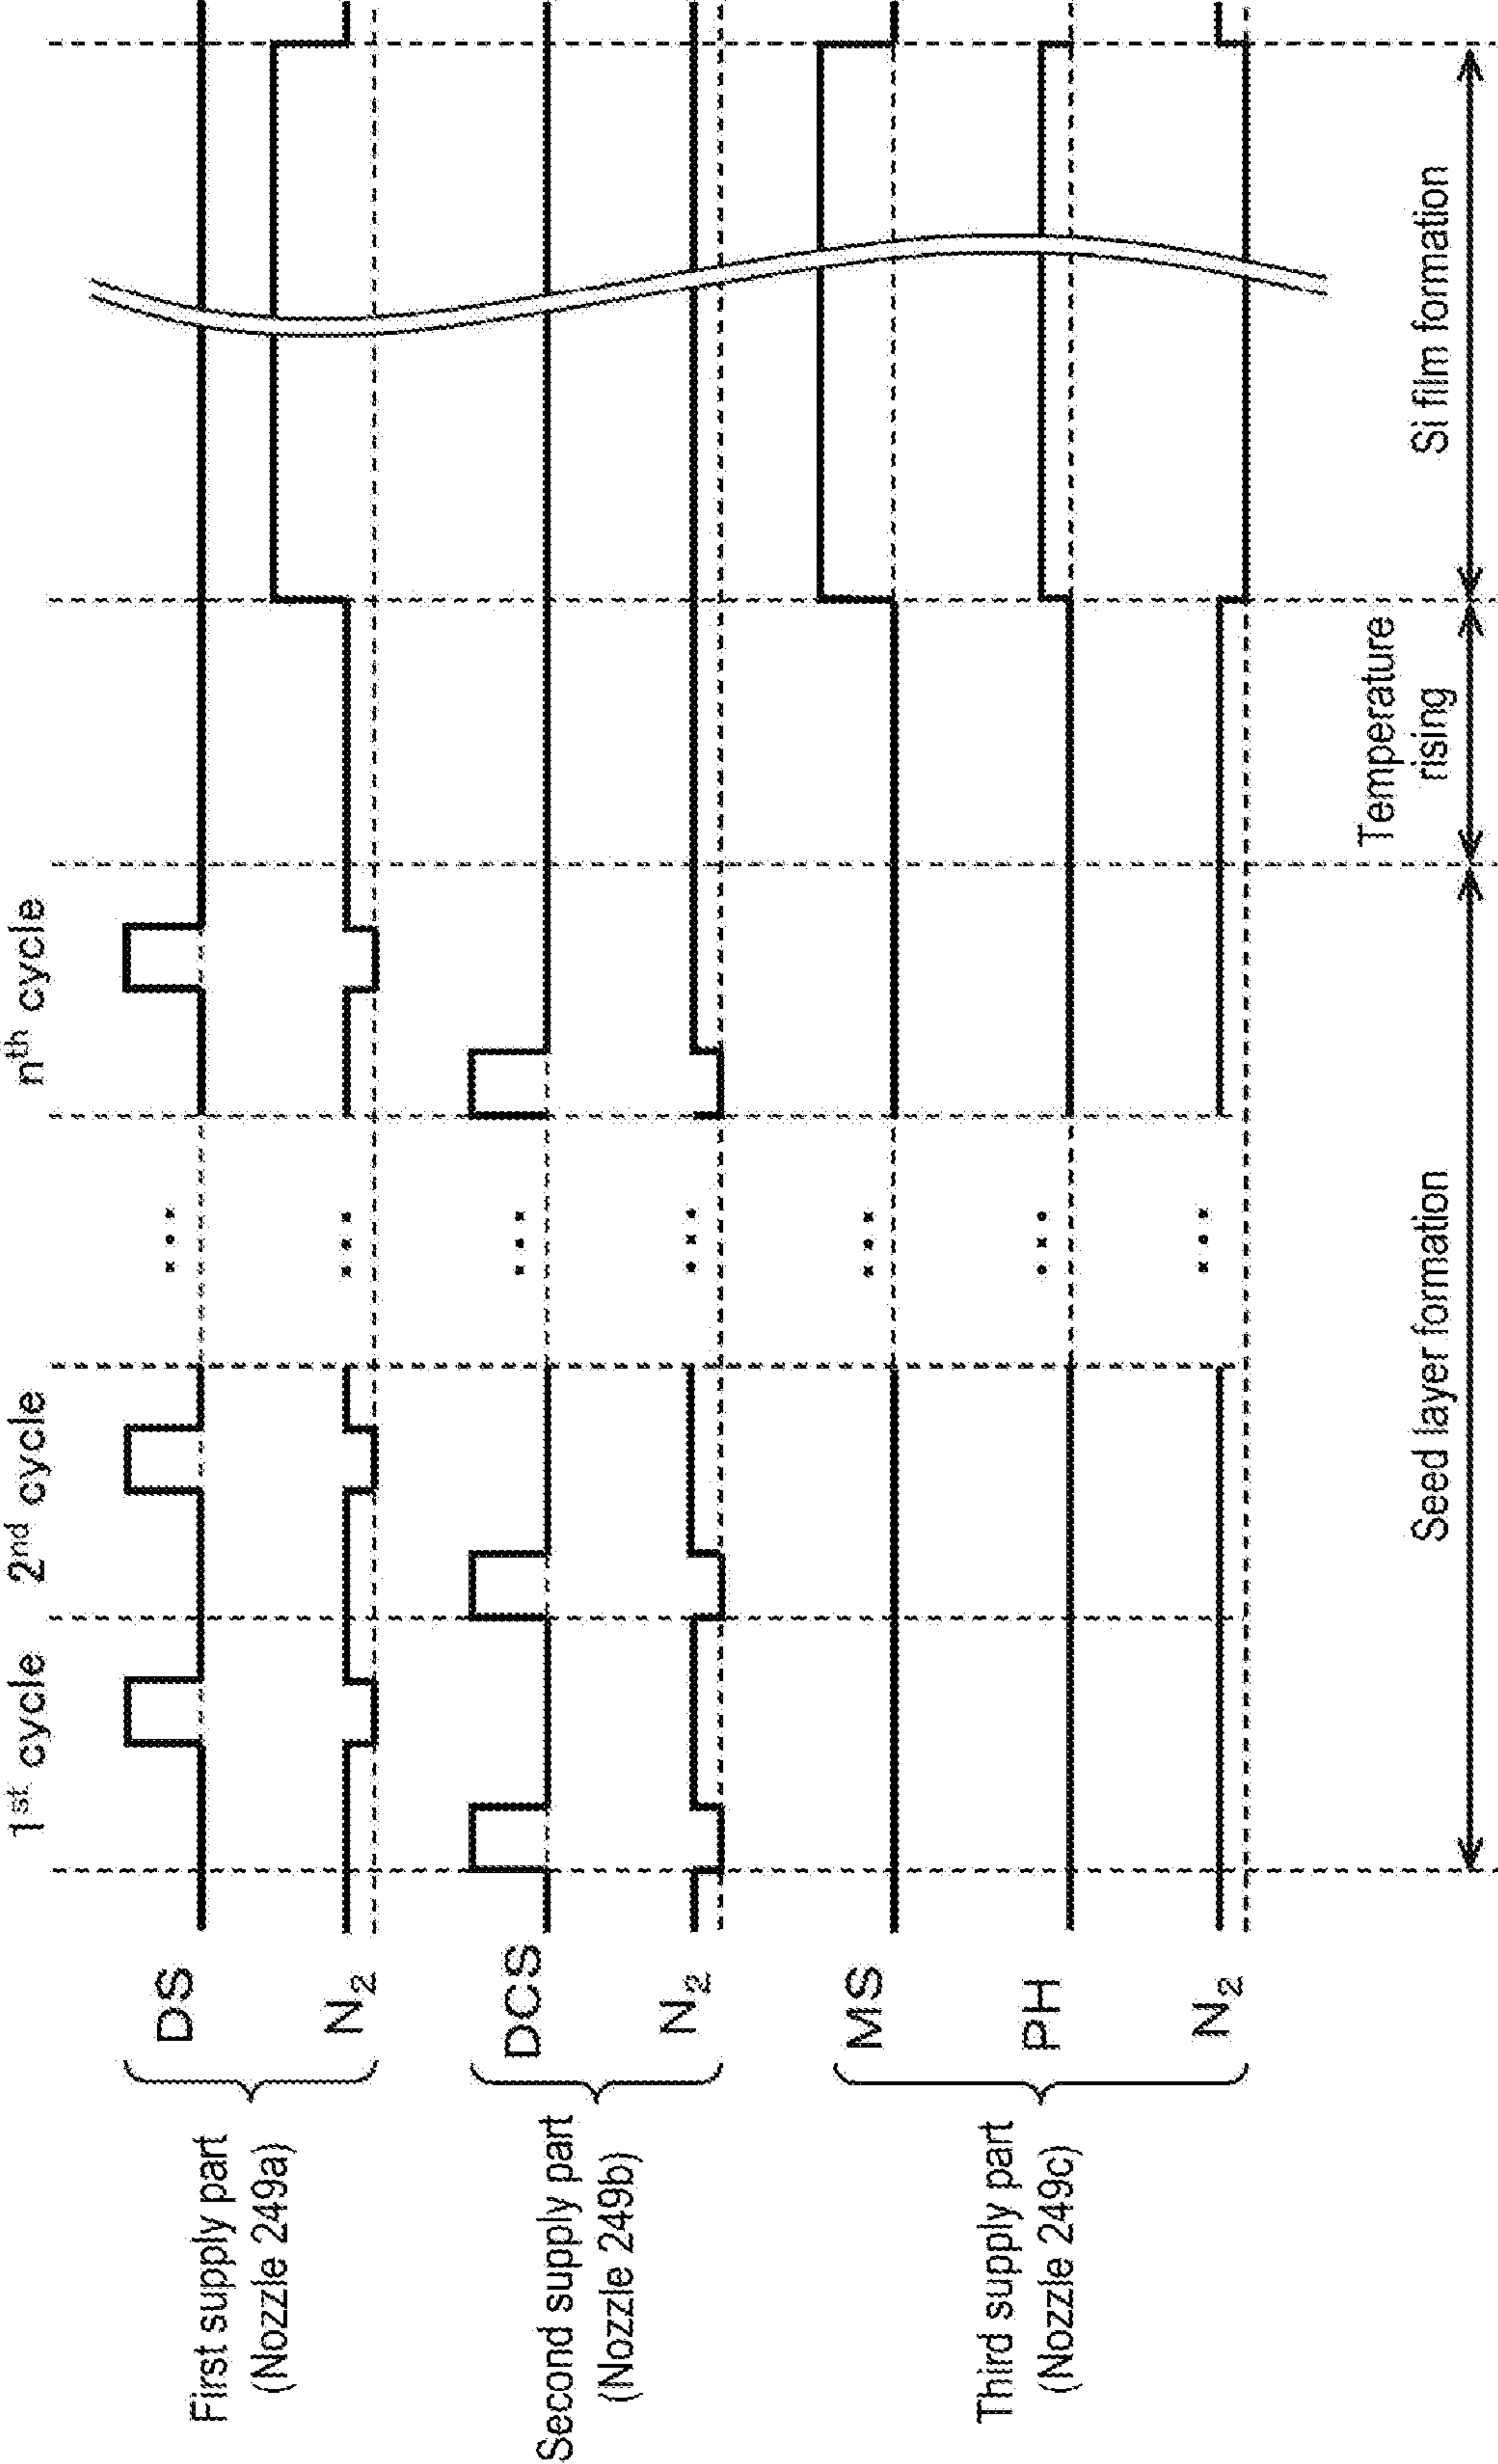 1st cycle
2nd cycle
nth cycle
First supply part
(Nozzle 249a)
DS
N2
Second supply part
(Nozzle 249b)
DCS
N2
Third supply part
(Nozzle 249c)
MS
PH
N2
Seed layer formation
Temperature
rising
Si film formation